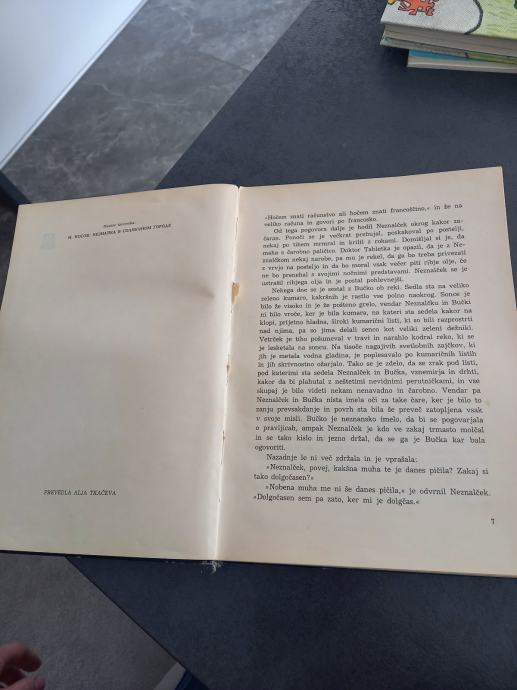 Naslov izvirnika:
N. NOSOV, NEZNAJKA V SOLNEČNOM GORODE
PREVEDLA ALJA TKAČEVA
»Hočem znati računstvo ali hočem znati francoščino,« in že na
veliko računa in govori po francosko.
Od tega pogovora dalje je hodil Neznalček okrog kakor za-
čaran. Ponoči se je večkrat prebujal, poskakoval po postelji,
nekaj po tihem mrmral in krilil z rokami. Domišljal si je, da
maha s čarobno paličico. Doktor Tabletka je opazil, da je z Ne-
znalčkom nekaj narobe, pa mu je rekel, da ga bo treba privezati
z vrvjo na posteljo in da bo moral vsak večer piti ribje olje, če
ne bo prenehal s svojimi nočnimi predstavami. Neznalček se je
ustrašil ribjega olja in je postal pohlevnejši.
Nekega dne se je sestal z Bučko ob reki. Sedla sta na veliko
zeleno kumaro, kakršnih je rastlo vse polno naokrog. Sonce je
bilo že visoko in je že pošteno grelo, vendar Neznalčku in Bučki
ni bilo vroče, ker je bila kumara, na kateri sta sedela kakor na
klopi, prijetno hladna, široki kumarični listi, ki so bili razprostrti
nad njima, pa so jima delali senco kot veliki zeleni dežniki.
Vetrček je tiho pošumeval v travi in narahlo kodral reko, ki se
je lesketala na soncu. Na tisoče nagajivih svetlobnih zajčkov, ki
jih je metala vodna gladina, je poplesavalo po kumaričnih listih
in jih skrivnostno ožarjalo. Tako se je zdelo, da se zrak pod listi,
pod katerimi sta sedela Neznalček in Bučka, vznemirja in drhti,
kakor da bi plahutal z neštetimi nevidnimi perutničkami, in vse
skupaj je bilo videti nekam nenavadno in čarobno. Vendar pa
Neznalček in Bučka nista imela oči za take čare, ker je bilo to
zanju prevsakdanje in povrh sta bila še preveč zatopljena vsak
v svoje misli. Bučko je neznansko imelo, da bi se pogovarjala
o pravljicah, ampak Neznalček je kdo ve zakaj trmasto molčal
in se tako kislo in jezno držal, da se ga je Bučka kar bala
ogovoriti.
Nazadnje le ni več zdržala in je vprašala:
»Neznalček, povej, kakšna muha te je danes pičila? Zakaj si
tako dolgočasen?«
»Nobena muha me ni še danes pičila,« je odvrnil Neznalček.
»Dolgočasen sem pa zato, ker mi je dolgčas.«
7